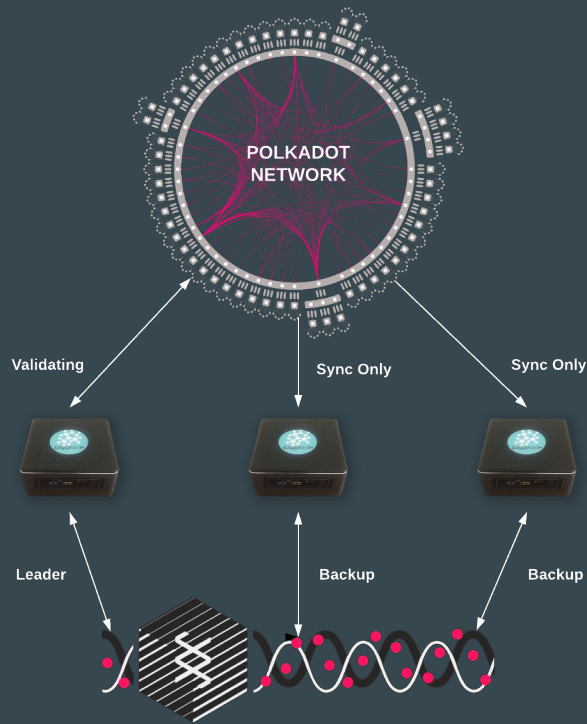 POLKADOT
NETWORK
Validating
Sync Only
Sync Only
Leader
Backup
Backup